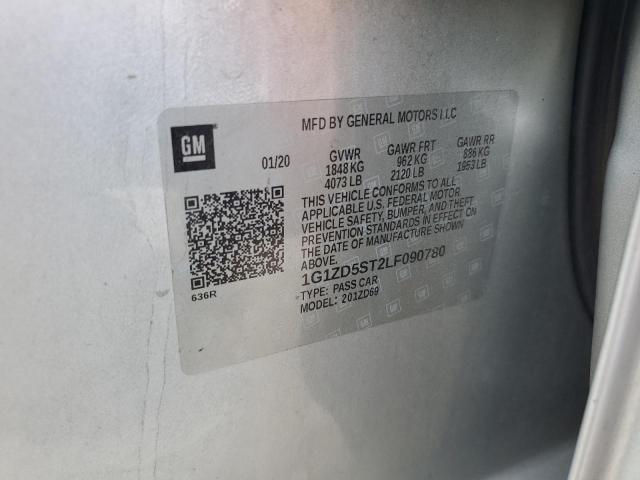 MFD BY GENERAL MOTORS LLC
GM
01/20 GVWR GAWR FRT GAWR RR
1848 KG 962 KG 886 KG
4073 LB 2120 LB 1953 LB
THIS VEHICLE CONFORMS TO ALL
APPLICABLE U.S. FEDERAL MOTOR
VEHICLE SAFETY, BUMPER, AND THEFT
PREVENTION STANDARDS IN EFFECT ON
THE DATE OF MANUFACTURE SHOWN
ABOVE.
1G1ZD5ST2LF090780
TYPE: PASS CAR
MODEL: 201ZD69
636R